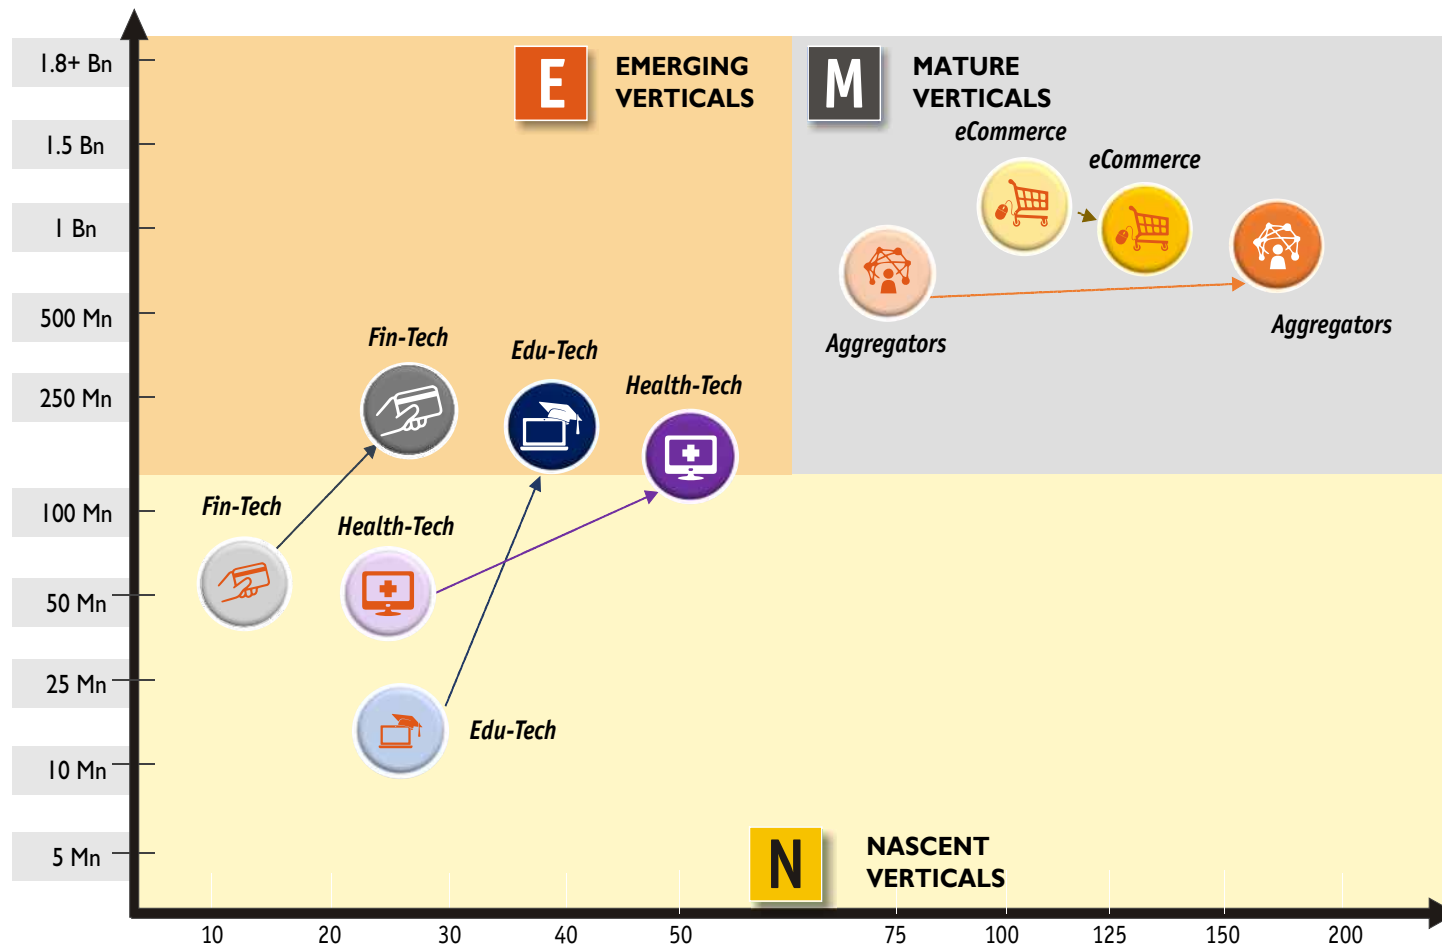 1.8+ Bn
1.5 Bn
1 Bn
500 Mn
250 Mn
100 Mn
50 Mn
25 Mn
10 Mn
5 Mn
E
EMERGING
VERTICALS
M
MATURE
VERTICALS
eCommerce
eCommerce
Aggregators
Aggregators
Fin-Tech
Edu-Tech
Health-Tech
Fin-Tech
Health-Tech
Edu-Tech
N
NASCENT
VERTICALS
10 20 30 40 50 75 100 125 150 200